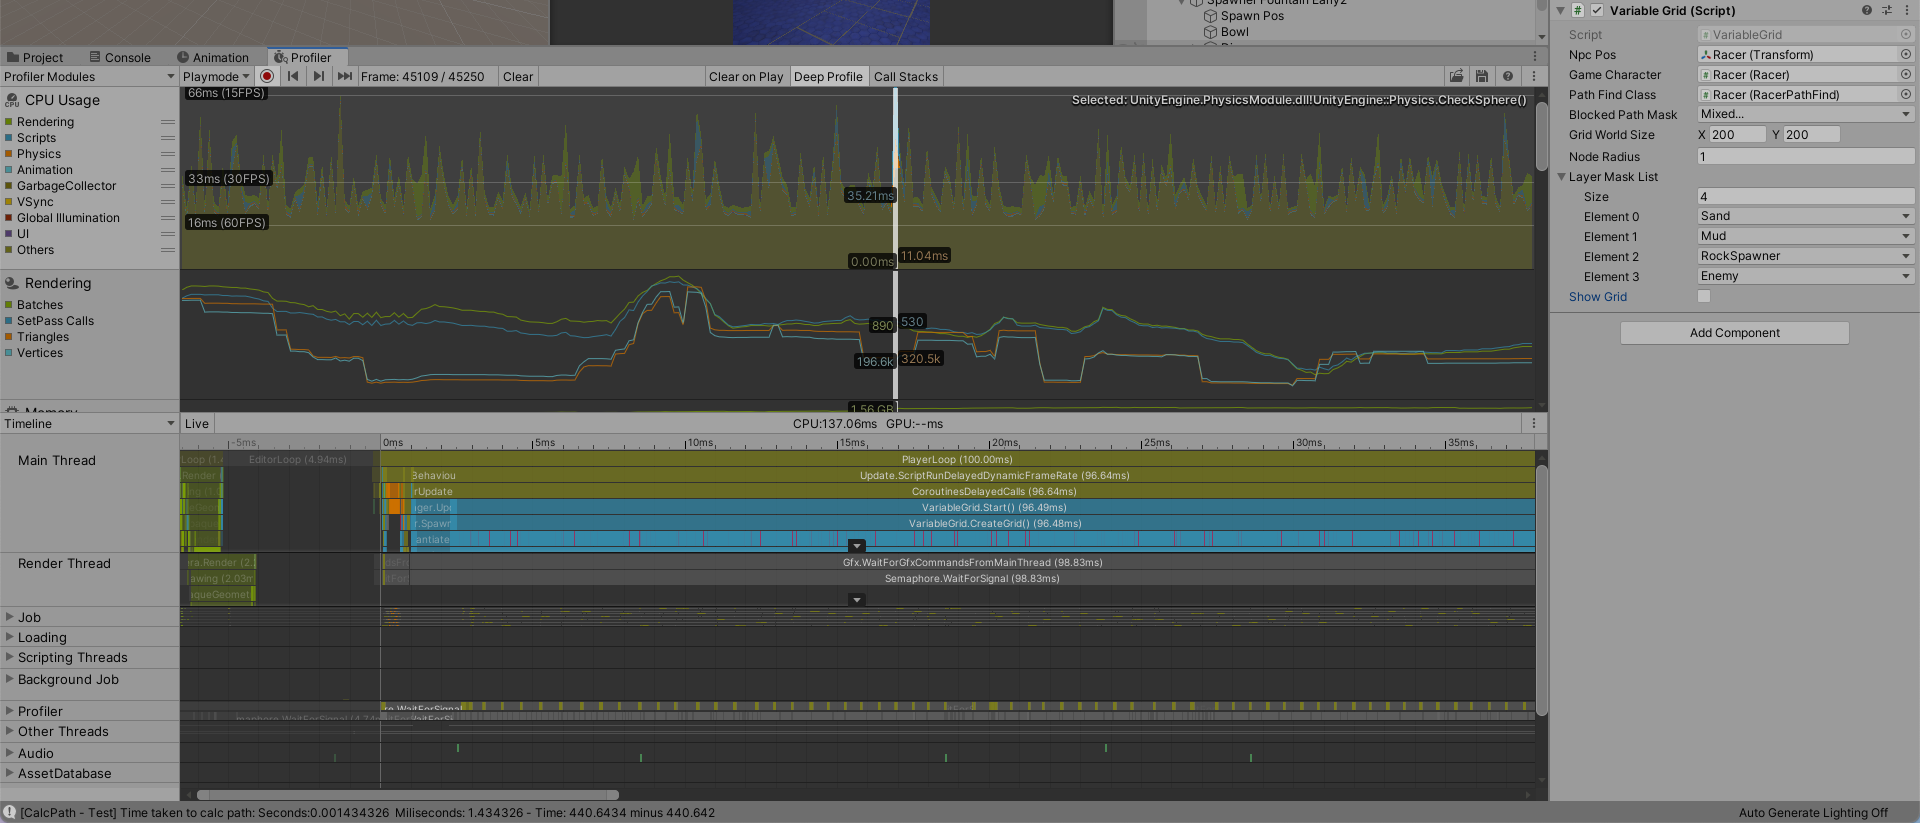 Spawner Fountain Early2
Spawn Pos
Bowl
Project
Console
Animation
Profiler
Profiler Modules
Playmode
Frame: 45109 / 45250
Clear
Clear on Play
Deep Profile
Call Stacks
CPU Usage
Rendering
Scripts
Physics
Animation
GarbageCollector
VSync
Global Illumination
UI
Others
66ms (15FPS)
33ms (30FPS)
16ms (60FPS)
Selected: UnityEngine.PhysicsModule.dll!UnityEngine::Physics.CheckSphere()
35.21ms
0.00ms
11.04ms
Rendering
Batches
SetPass Calls
Triangles
Vertices
890
530
196.6k
320.5k
Memory
1.56 GB
Timeline
Live
CPU:137.06ms GPU:--ms
-5ms
0ms
5ms
10ms
15ms
20ms
25ms
30ms
35ms
Main Thread
EditorLoop (4.94ms)
PlayerLoop (100.00ms)
Behaviou
Update.ScriptRunDelayedDynamicFrameRate (96.64ms)
rUpdate
CoroutinesDelayedCalls (96.64ms)
VariableGrid.Start() (96.49ms)
r.Spawr
VariableGrid.CreateGrid() (96.48ms)
antiate
Render Thread
Gfx.WaitForGfxCommandsFromMainThread (98.83ms)
Semaphore.WaitForSignal (98.83ms)
Job
Loading
Scripting Threads
Background Job
Profiler
re.WaitForSignal
maphore.WaitForSignal (4.74m
Other Threads
Audio
AssetDatabase
[CalcPath - Test] Time taken to calc path: Seconds:0.001434326 Miliseconds: 1.434326 - Time: 440.6434 minus 440.642
Auto Generate Lighting Off
# Variable Grid (Script)
Script
# VariableGrid
Npc Pos
Racer (Transform)
Game Character
# Racer (Racer)
Path Find Class
# Racer (RacerPathFind)
Blocked Path Mask
Mixed...
Grid World Size
X 200 Y 200
Node Radius
1
Layer Mask List
Size
4
Element 0
Sand
Element 1
Mud
Element 2
RockSpawner
Element 3
Enemy
Show Grid
Add Component